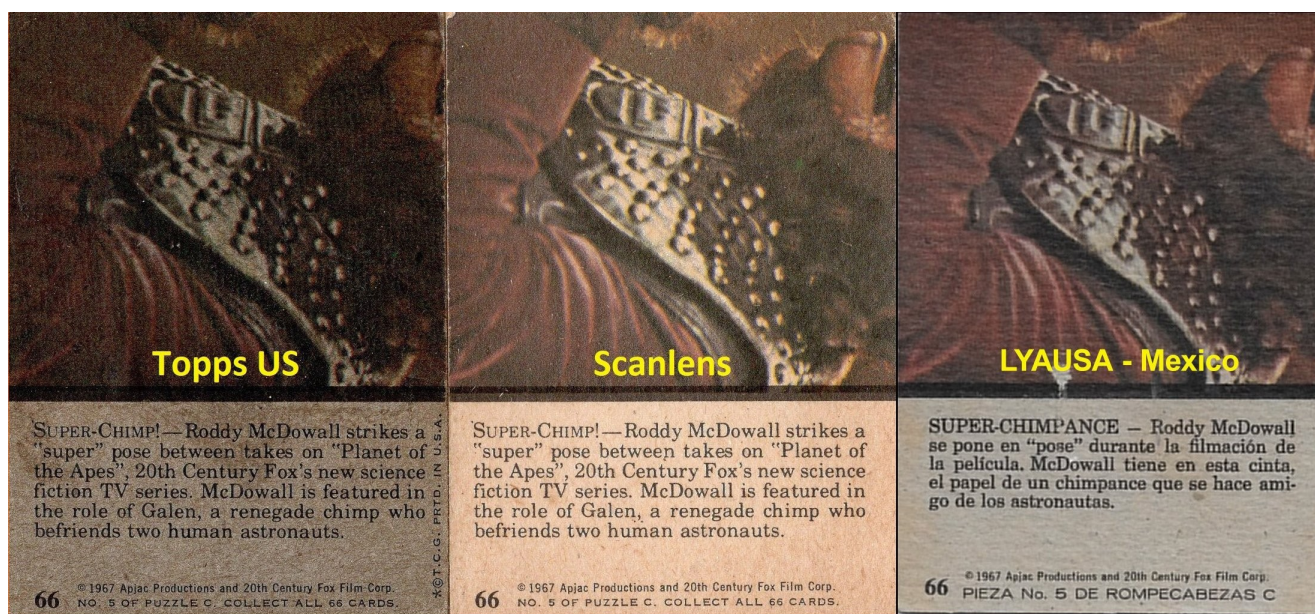 Topps US
SUPER-CHIMP!—Roddy McDowall strikes a
"super" pose between takes on "Planet of
the Apes", 20th Century Fox's new science
fiction TV series. McDowall is featured in
the role of Galen, a renegade chimp who
befriends two human astronauts.
*©T.C.G. PRTD. IN U.S.A.
66
© 1967 Apjac Productions and 20th Century Fox Film Corp.
NO. 5 OF PUZZLE C. COLLECT ALL 66 CARDS.
Scanlens
SUPER-CHIMP!—Roddy McDowall strikes a
"super" pose between takes on "Planet of
the Apes", 20th Century Fox's new science
fiction TV series. McDowall is featured in
the role of Galen, a renegade chimp who
befriends two human astronauts.
66
© 1967 Apjac Productions and 20th Century Fox Film Corp.
NO. 5 OF PUZZLE C. COLLECT ALL 66 CARDS.
LYAUSA - Mexico
SUPER-CHIMPANCE – Roddy McDowall
se pone en "pose" durante la filmación de
la película. McDowall tiene en esta cinta,
el papel de un chimpance que se hace ami-
go de los astronautas.
66
© 1967 Apjac Productions and 20th Century Fox Film Corp.
PIEZA No. 5 DE ROMPECABEZAS C